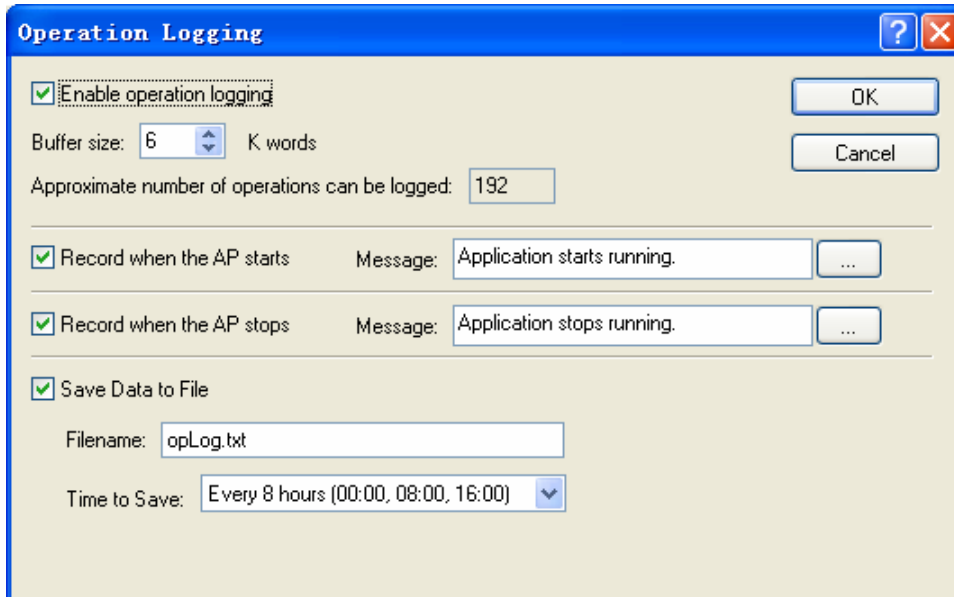 Operation Logging
Enable operation logging
OK
Buffer size: 6 K words
Cancel
Approximate number of operations can be logged: 192
Record when the AP starts Message: Application starts running. ...
Record when the AP stops Message: Application stops running. ...
Save Data to File
Filename: opLog.txt
Time to Save: Every 8 hours (00:00, 08:00, 16:00)